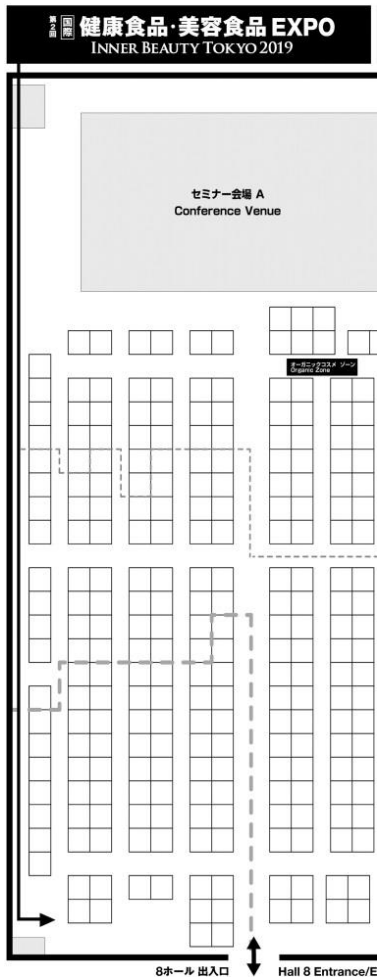 第2回 国際 健康食品・美容食品 EXPO
INNER BEAUTY TOKYO 2019
セミナー会場 A
Conference Venue
オーガニックコスメ ゾーン
Organic Zone
8ホール 出入口
Hall 8 Entrance/E